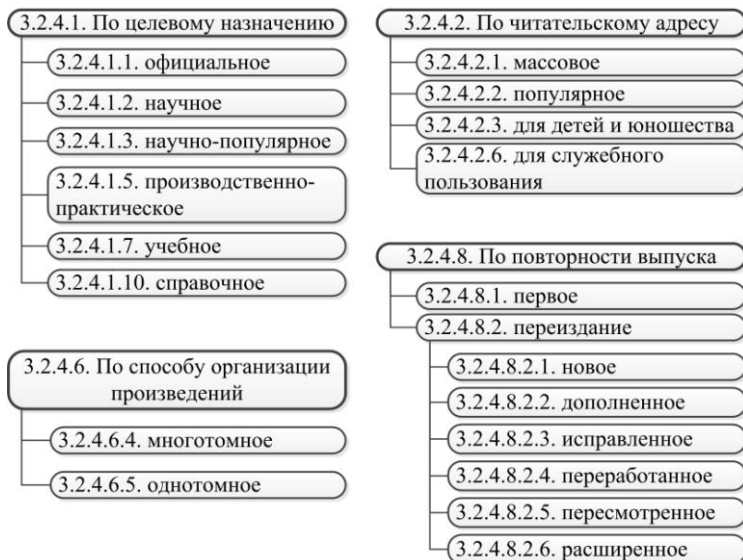 3.2.4.1. По целевому назначению
3.2.4.1.1. официальное
3.2.4.1.2. научное
3.2.4.1.3. научно-популярное
3.2.4.1.5. производственно-
практическое
3.2.4.1.7. учебное
3.2.4.1.10. справочное
3.2.4.6. По способу организации
произведений
3.2.4.6.4. многотомное
3.2.4.6.5. однотомное
3.2.4.2. По читательскому адресу
3.2.4.2.1. массовое
3.2.4.2.2. популярное
3.2.4.2.3. для детей и юношества
3.2.4.2.6. для служебного
пользования
3.2.4.8. По повторности выпуска
3.2.4.8.1. первое
3.2.4.8.2. переиздание
3.2.4.8.2.1. новое
3.2.4.8.2.2. дополненное
3.2.4.8.2.3. исправленное
3.2.4.8.2.4. переработанное
3.2.4.8.2.5. пересмотренное
3.2.4.8.2.6. расширенное